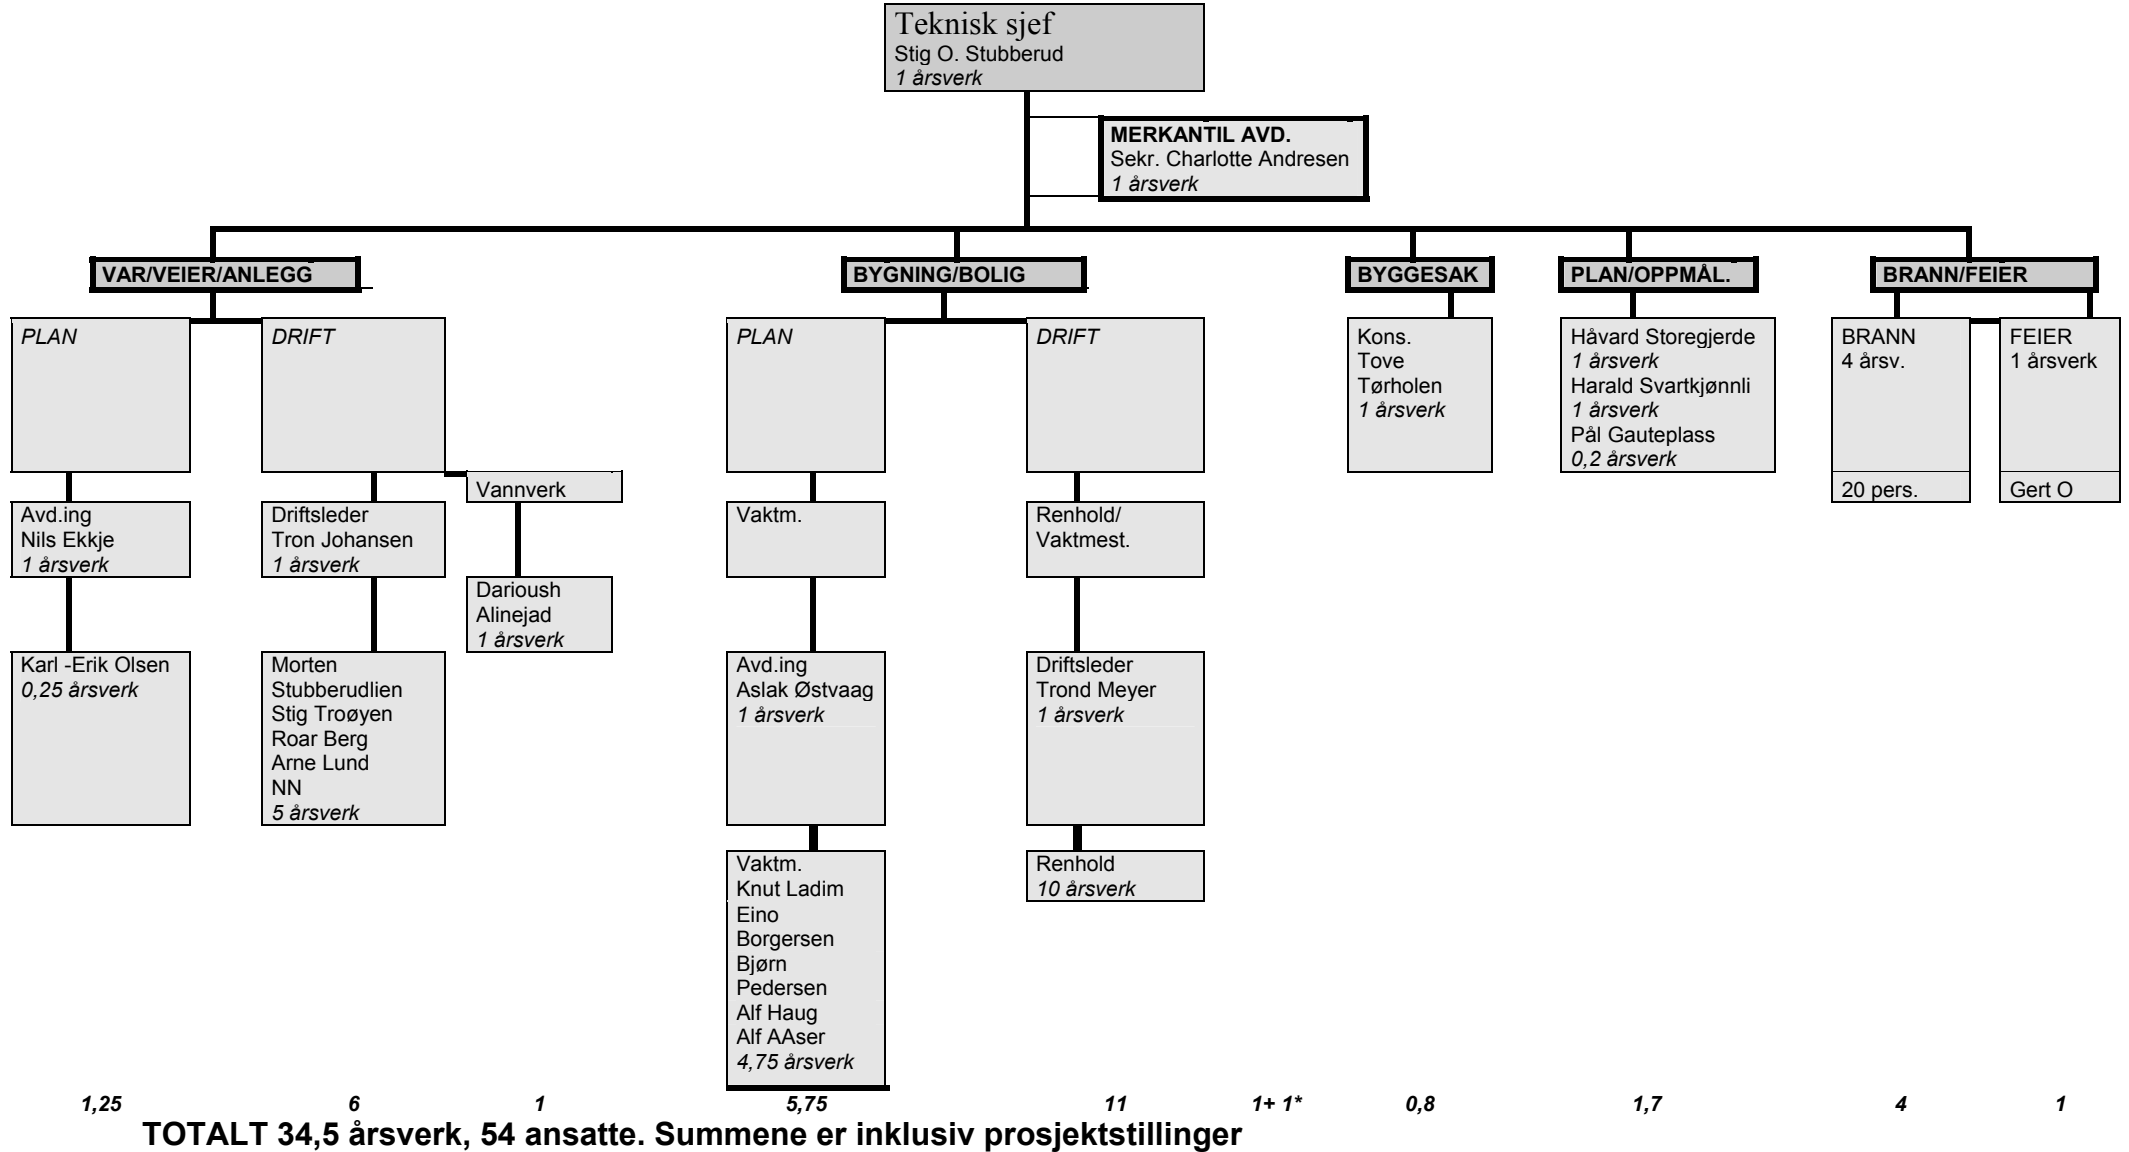 Teknisk sjef
Stig O. Stubberud
1 årsverk
MERKANTIL AVD.
Sekr. Charlotte Andresen
1 årsverk
VAR/VEIER/ANLEGG
PLAN
Avd.ing
Nils Ekkje
1 årsverk
Karl -Erik Olsen
0,25 årsverk
DRIFT
Driftsleder
Tron Johansen
1 årsverk
Morten
Stubberudlien
Stig Troøyen
Roar Berg
Arne Lund
NN
5 årsverk
Vannverk
Darioush
Alinejad
1 årsverk
BYGNING/BOLIG
PLAN
Vaktm.
Avd.ing
Aslak Østvaag
1 årsverk
Vaktm.
Knut Ladim
Eino
Borgersen
Bjørn
Pedersen
Alf Haug
Alf AAser
4,75 årsverk
DRIFT
Renhold/
Vaktmest.
Driftsleder
Trond Meyer
1 årsverk
Renhold
10 årsverk
BYGGESAK
Kons.
Tove
Tørholen
1 årsverk
PLAN/OPPMÅL.
Håvard Storegjerde
1 årsverk
Harald Svartkjønnli
1 årsverk
Pål Gauteplass
0,2 årsverk
BRANN/FEIER
BRANN
4 årsv.
20 pers.
FEIER
1 årsverk
Gert O
1,25 6 1 5,75 11 1+ 1* 0,8 1,7 4 1
TOTALT 34,5 årsverk, 54 ansatte. Summene er inklusiv prosjektstillinger